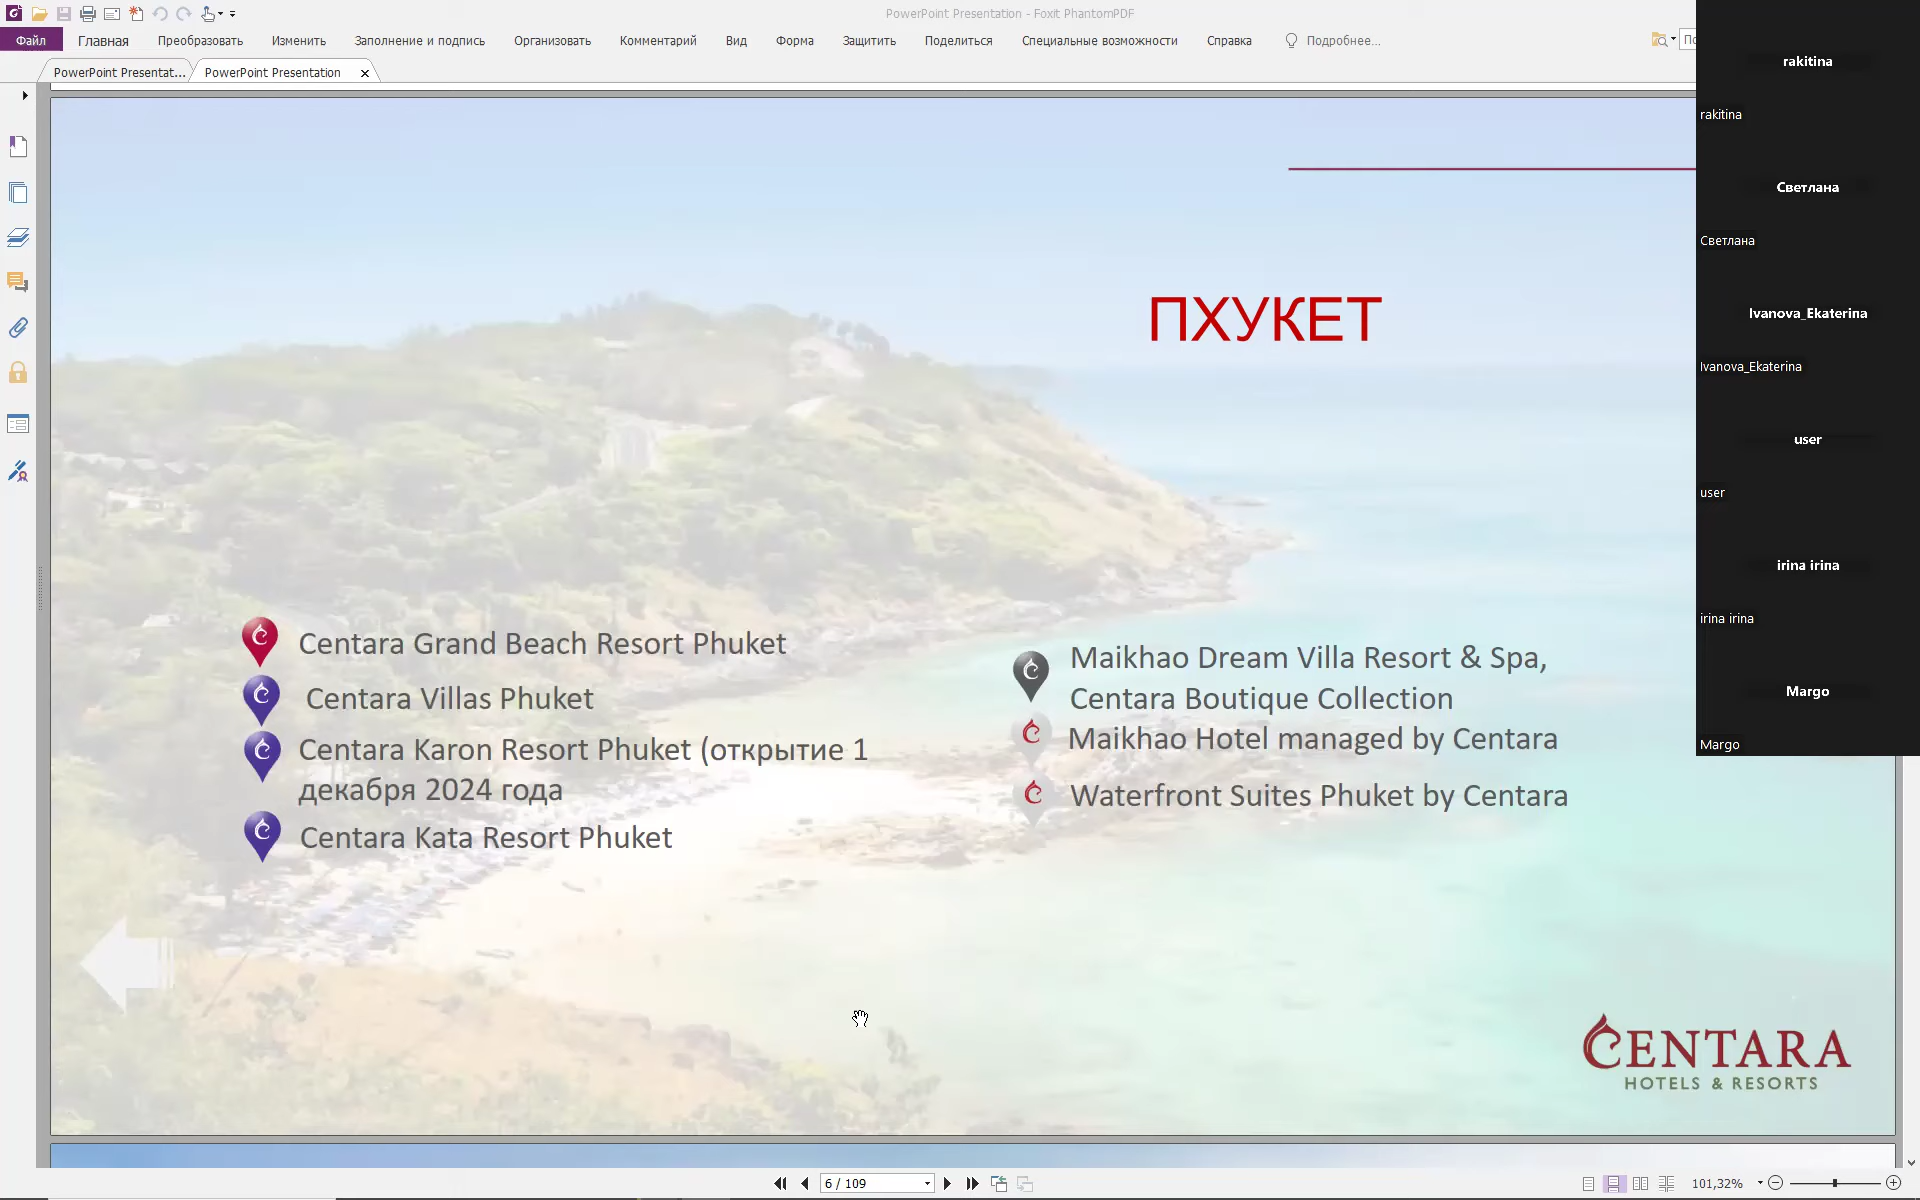 PowerPoint Presentation - Foxit PhantomPDF
Файл
Главная
Преобразовать
Изменить
Заполнение и подпись
Организовать
Комментарий
Вид
Форма
Защитить
Поделиться
Специальные возможности
Справка
Подробнее...
По
PowerPoint Presentat...
PowerPoint Presentation
rakitina
rakitina
Светлана
Светлана
Ivanova_Ekaterina
Ivanova_Ekaterina
user
user
irina irina
irina irina
Margo
Margo
ПХУКЕТ
Centara Grand Beach Resort Phuket
Centara Villas Phuket
Centara Karon Resort Phuket (открытие 1
декабря 2024 года
Centara Kata Resort Phuket
Maikhao Dream Villa Resort & Spa,
Centara Boutique Collection
Maikhao Hotel managed by Centara
Waterfront Suites Phuket by Centara
CENTARA
HOTELS & RESORTS
6 / 109
101,32%